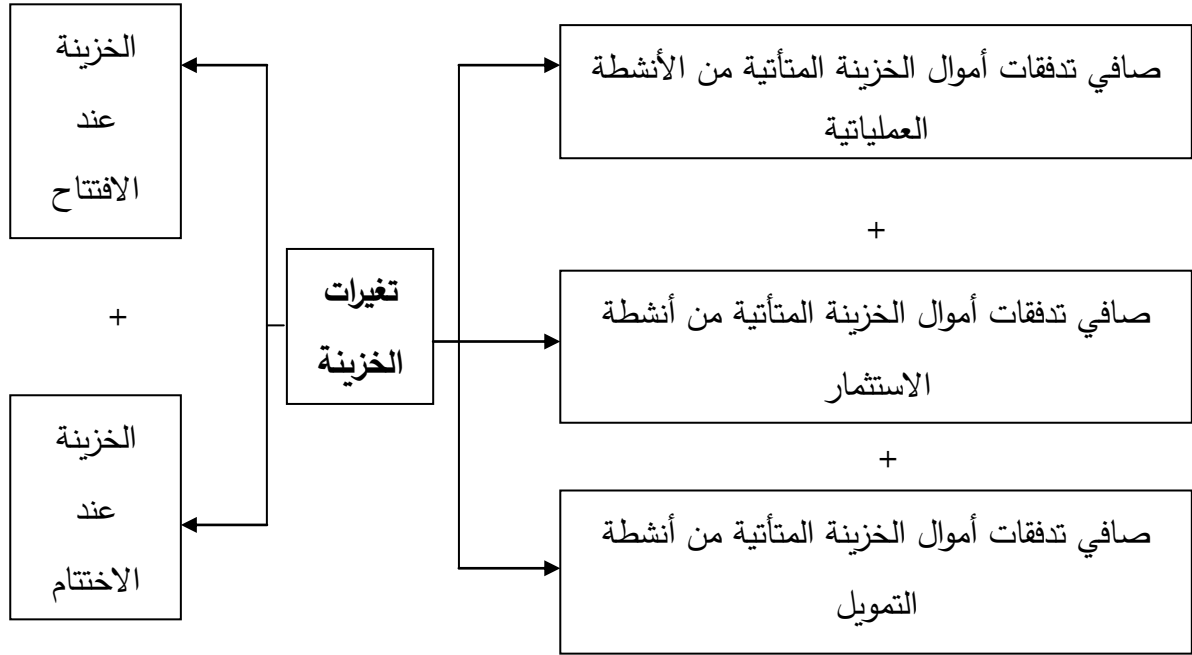 صافي تدفقات أموال الخزينة المتأتية من الأنشطة
العملياتية
+
صافي تدفقات أموال الخزينة المتأتية من أنشطة
الاستثمار
+
صافي تدفقات أموال الخزينة المتأتية من أنشطة
التمويل
تغيرات
الخزينة
الخزينة
عند
الافتتاح
+
الخزينة
عند
الاختتام